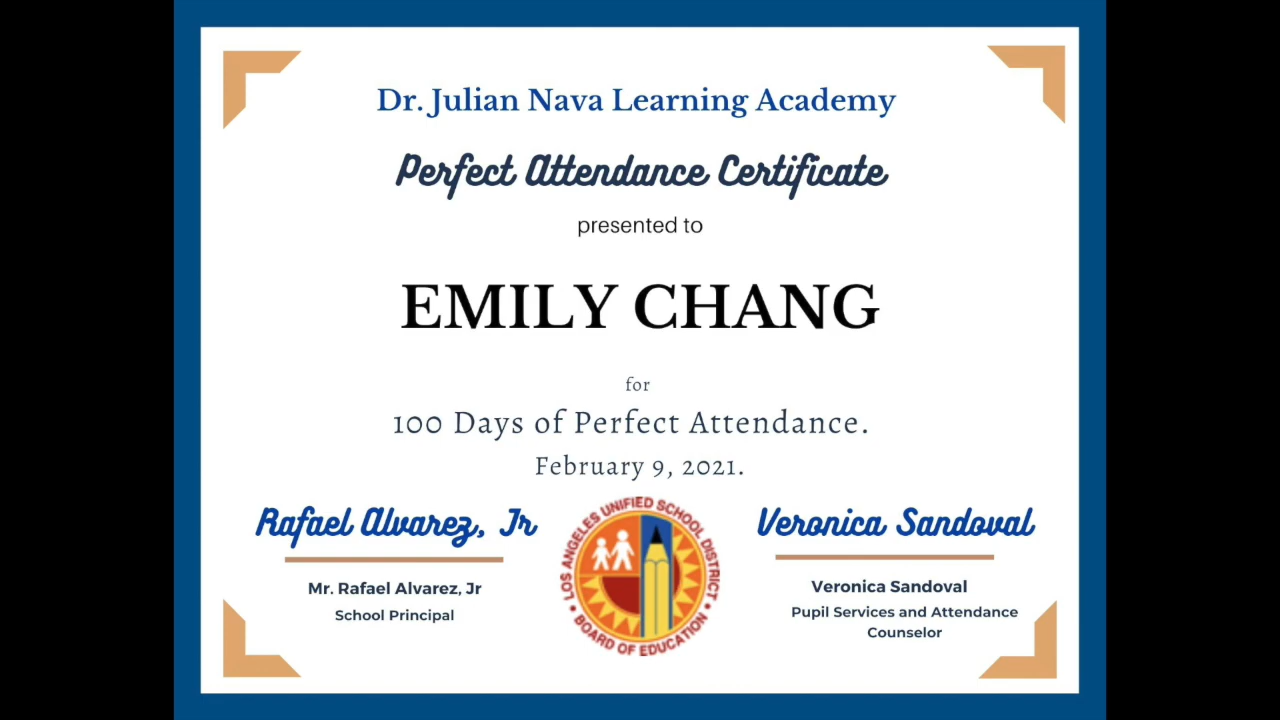 Dr. Julian Nava Learning Academy
Perfect Attendance Certificate
presented to
EMILY CHANG
for
100 Days of Perfect Attendance.
February 9, 2021.
Rafael Alvarez, Jr
Mr. Rafael Alvarez, Jr
School Principal
LOS ANGELES UNIFIED SCHOOL DISTRICT
BOARD OF EDUCATION
Veronica Sandoval
Veronica Sandoval
Pupil Services and Attendance
Counselor